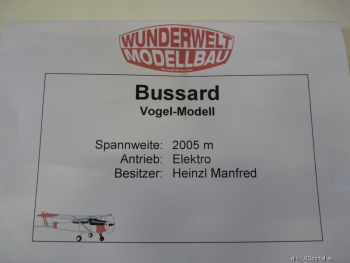 WUNDERWELT
MODELLBAU
Bussard
Vogel-Modell
Spannweite: 2005 m
Antrieb: Elektro
Besitzer: Heinzl Manfred